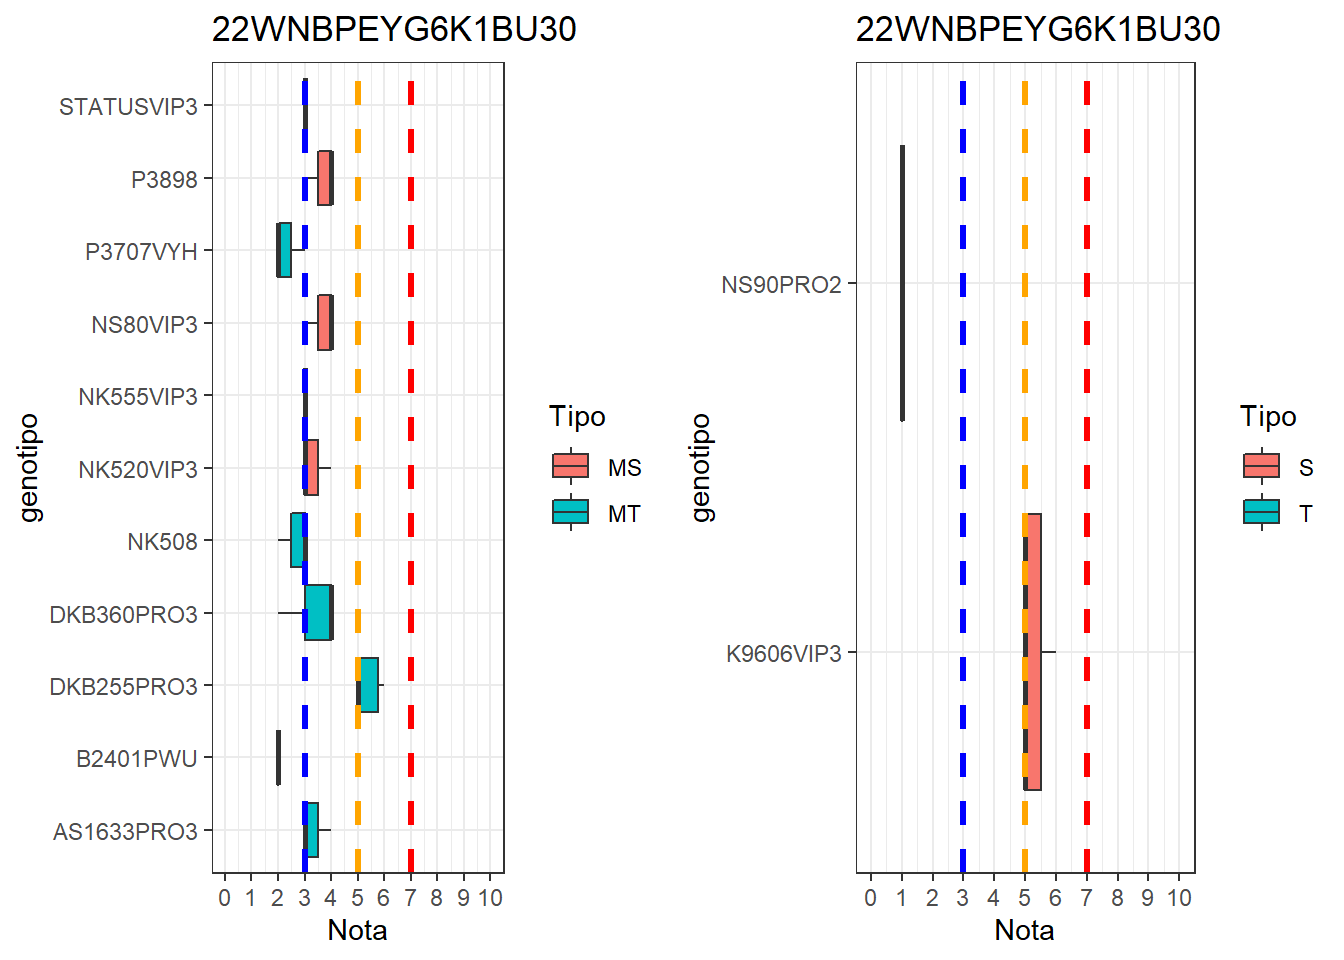 22WNBPEYG6K1BU30
genotipo
STATUSVIP3
P3898
P3707VYH
NS80VIP3
NK555VIP3
NK520VIP3
NK508
DKB360PRO3
DKB255PRO3
B2401PWU
AS1633PRO3
0 1 2 3 4 5 6 7 8 9 10
Nota
Tipo
MS
MT
22WNBPEYG6K1BU30
genotipo
NS90PRO2
K9606VIP3
0 1 2 3 4 5 6 7 8 9 10
Nota
Tipo
S
T